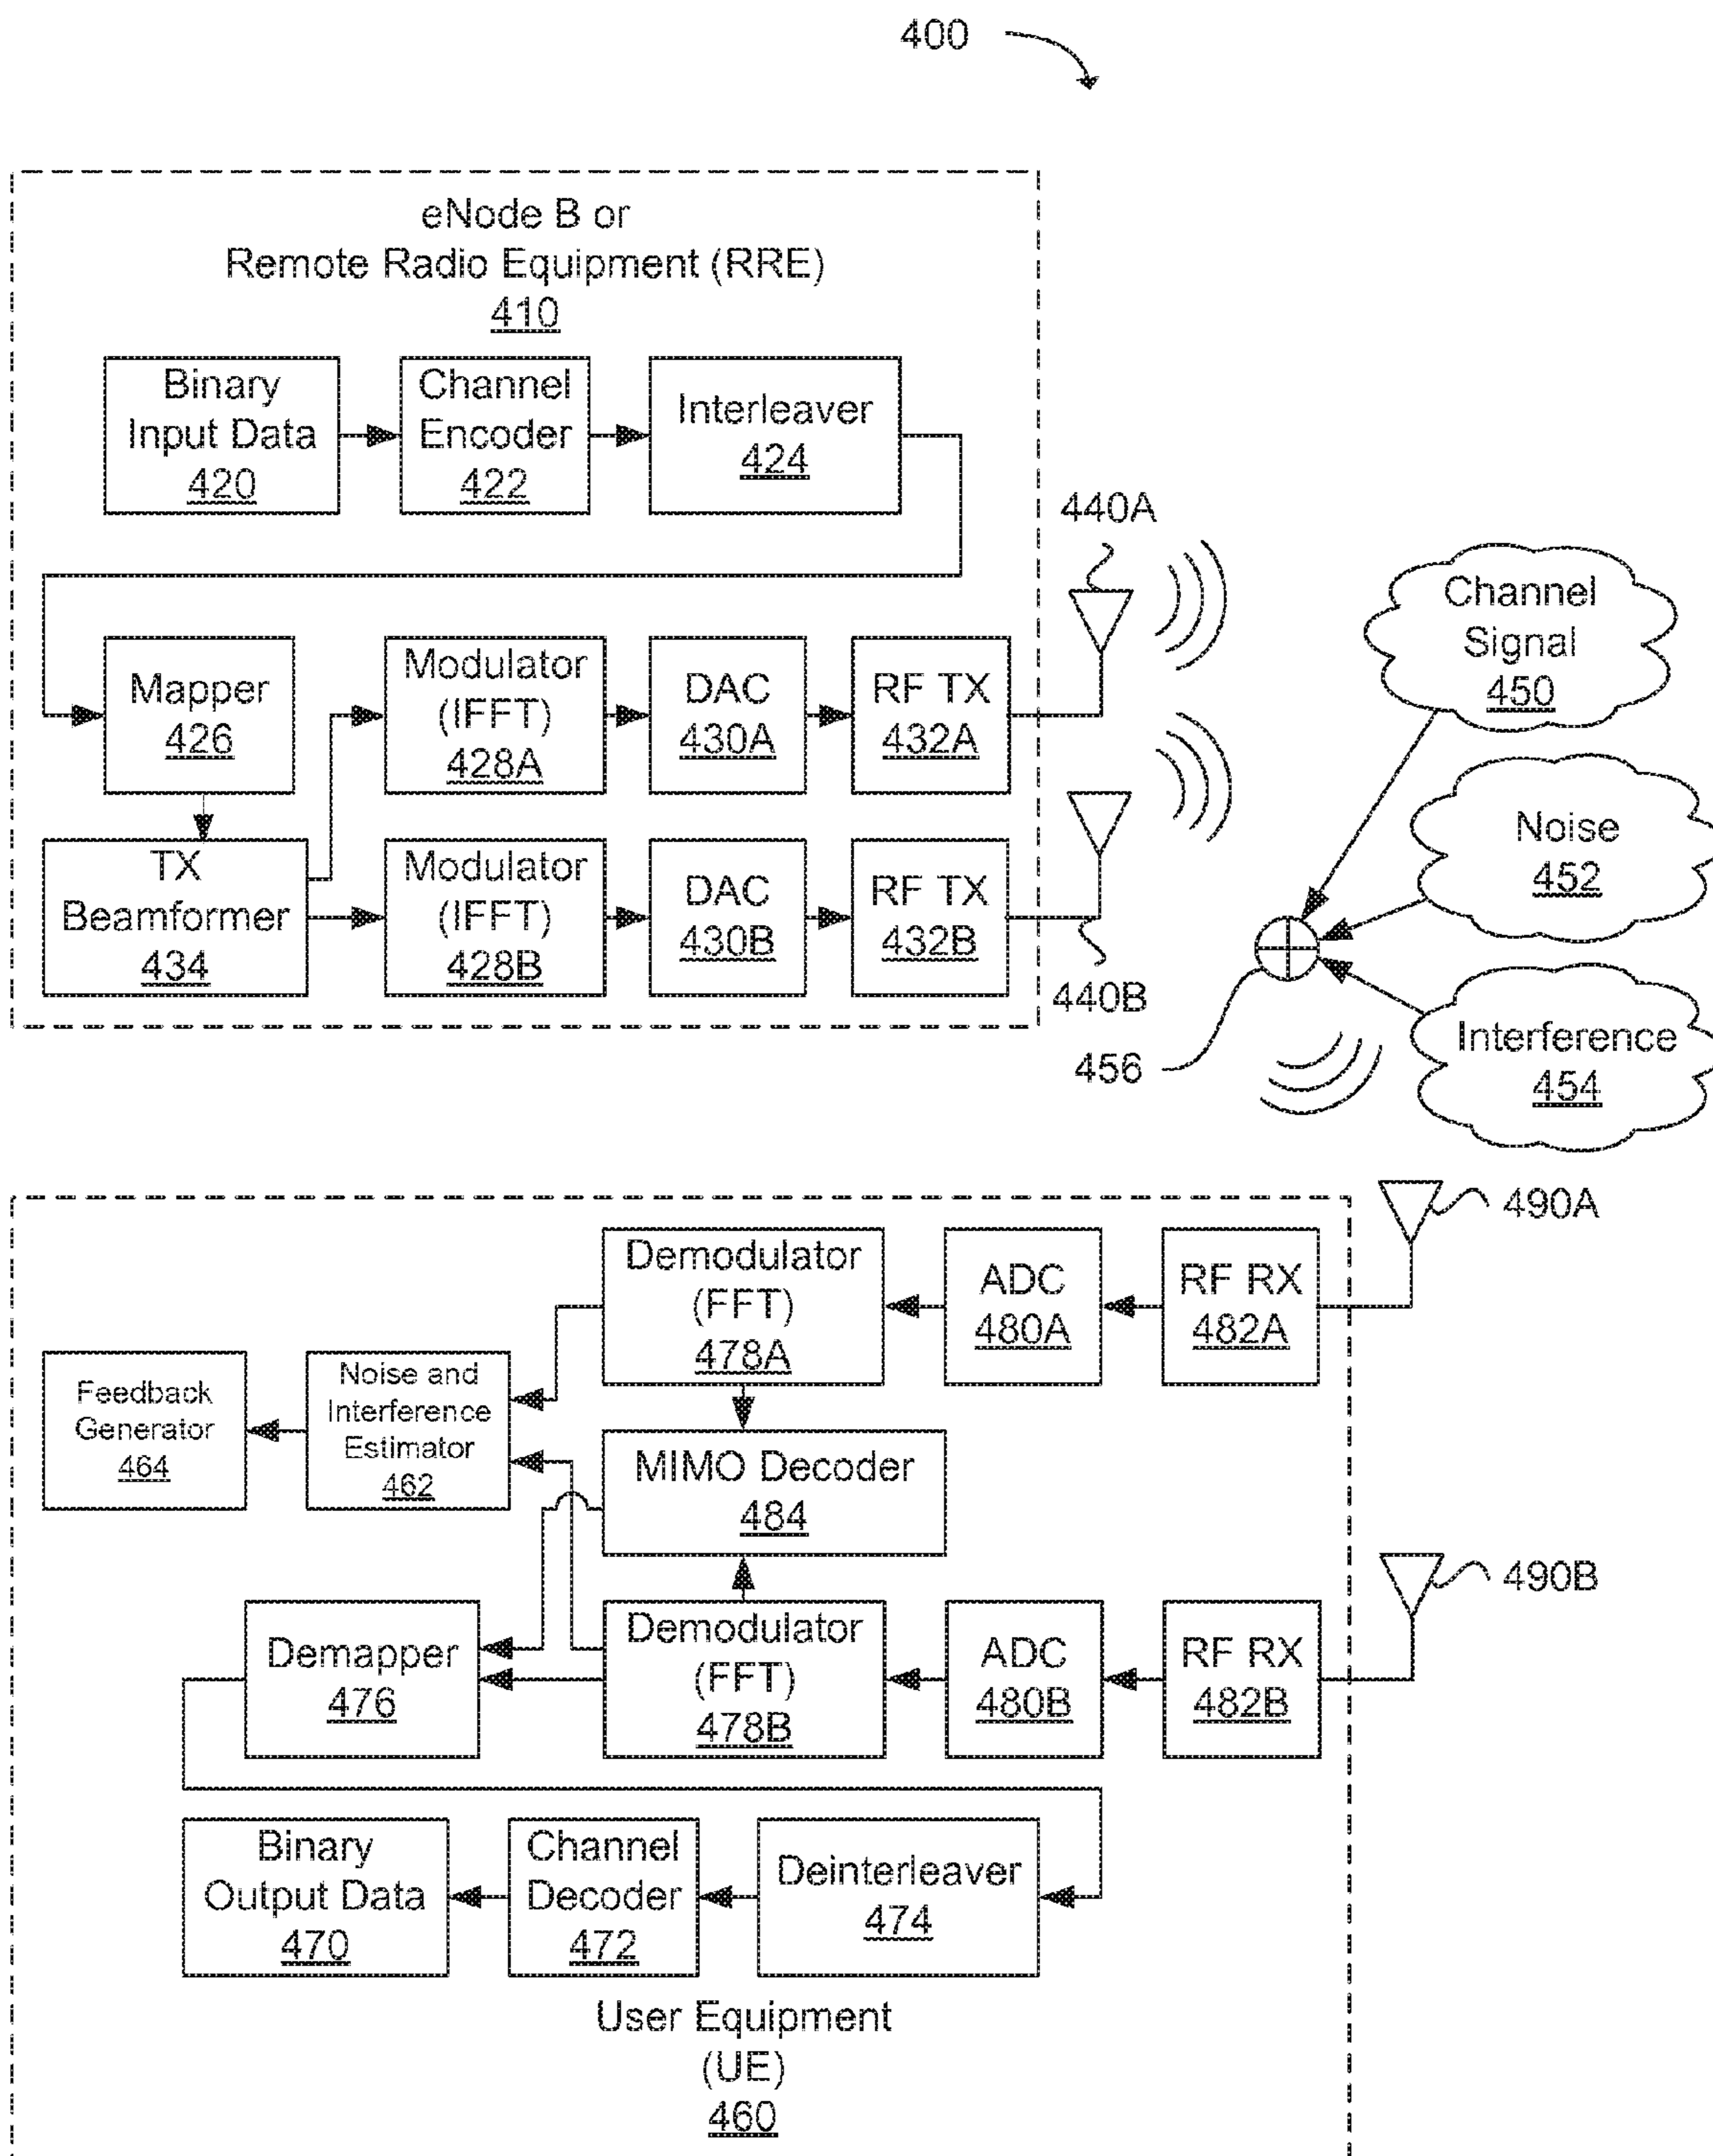 400
eNode B or
Remote Radio Equipment (RRE)
410
Binary
Input Data
420
Channel
Encoder
422
Interleaver
424
440A
Mapper
426
Modulator
(IFFT)
428A
DAC
430A
RF TX
432A
TX
Beamformer
434
Modulator
(IFFT)
428B
DAC
430B
RF TX
432B
440B
Channel
Signal
450
Noise
452
Interference
454
456
490A
Demodulator
(FFT)
478A
ADC
480A
RF RX
482A
Feedback
Generator
464
Noise and
Interference
Estimator
462
MIMO Decoder
484
490B
Demapper
476
Demodulator
(FFT)
478B
ADC
480B
RF RX
482B
Binary
Output Data
470
Channel
Decoder
472
Deinterleaver
474
User Equipment
(UE)
460